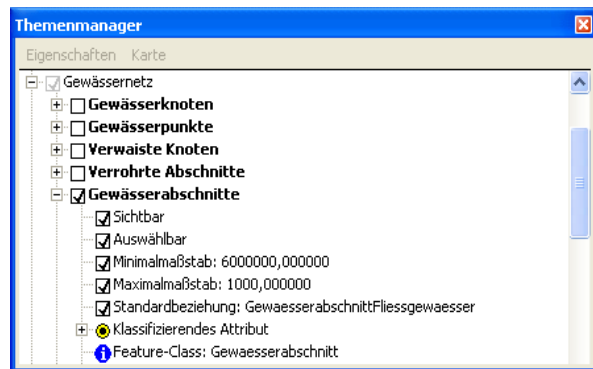 Themenmanager
Eigenschaften Karte
Gewässernetz
Gewässerknoten
Gewässerpunkte
Verwaiste Knoten
Verrohrte Abschnitte
Gewässerabschnitte
Sichtbar
Auswählbar
Minimalmaßstab: 6000000,000000
Maximalmaßstab: 1000,000000
Standardbeziehung: GewaesserabschnittFliessgewaesser
Klassifizierendes Attribut
Feature-Class: Gewaesserabschnitt